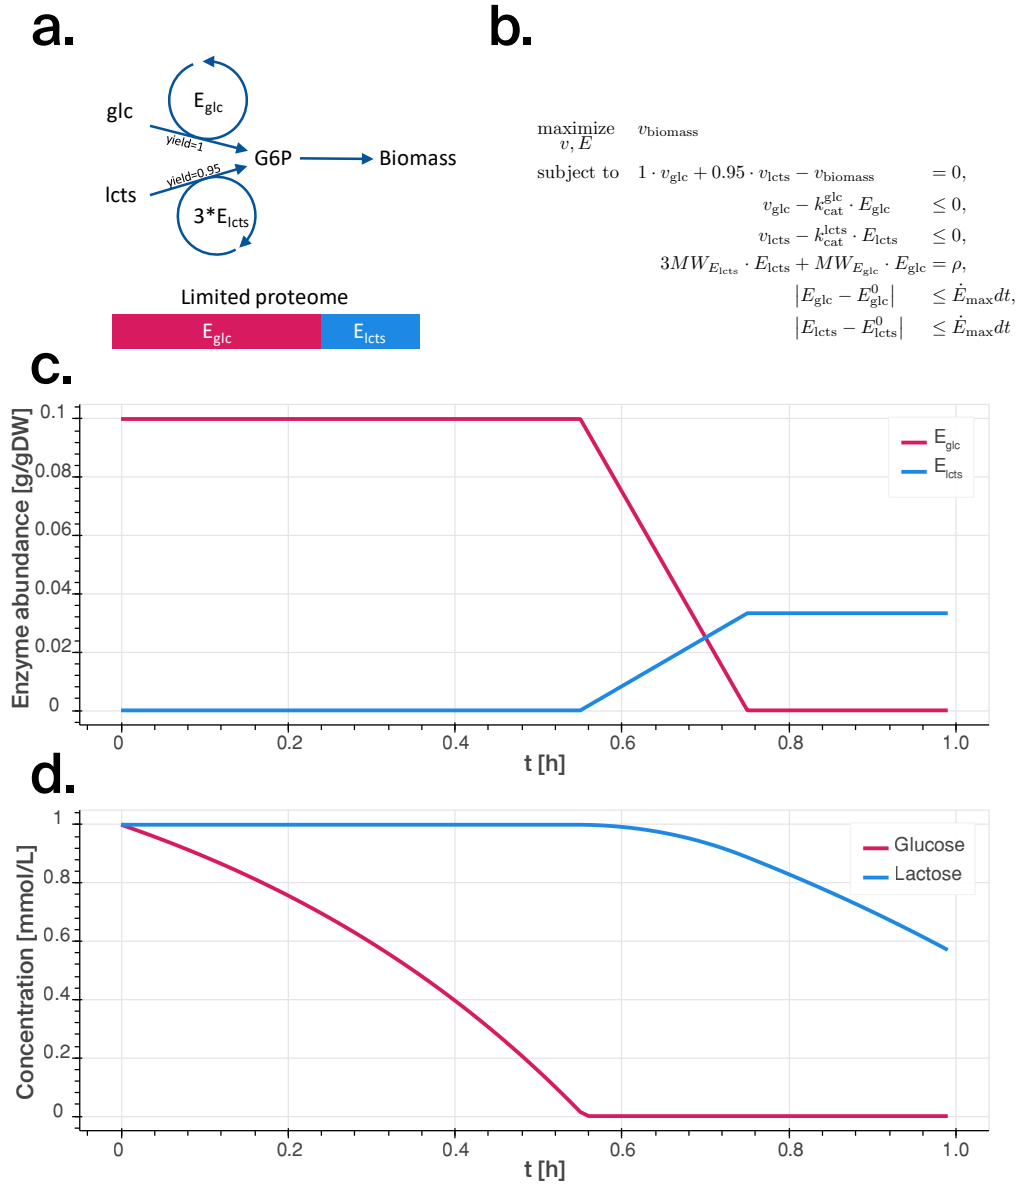 a.
glc
E_glc
yield=1
G6P
Biomass
yield=0.95
lcts
3*E_lcts
Limited proteome
E_glc
E_lcts
b.
maximize v_biomass
v, E
subject to 1 · v_glc + 0.95 · v_lcts − v_biomass = 0,
v_glc − k_cat^glc · E_glc ≤ 0,
v_lcts − k_cat^lcts · E_lcts ≤ 0,
3MW_{E_lcts} · E_lcts + MW_{E_glc} · E_glc = ρ,
|E_glc − E_glc^0| ≤ Ė_max dt,
|E_lcts − E_lcts^0| ≤ Ė_max dt
c.
Enzyme abundance [g/gDW]
0.1
0.08
0.06
0.04
0.02
0
E_glc
E_lcts
0 0.2 0.4 0.6 0.8 1.0
t [h]
d.
Concentration [mmol/L]
1
0.8
0.6
0.4
0.2
0
Glucose
Lactose
0 0.2 0.4 0.6 0.8 1.0
t [h]